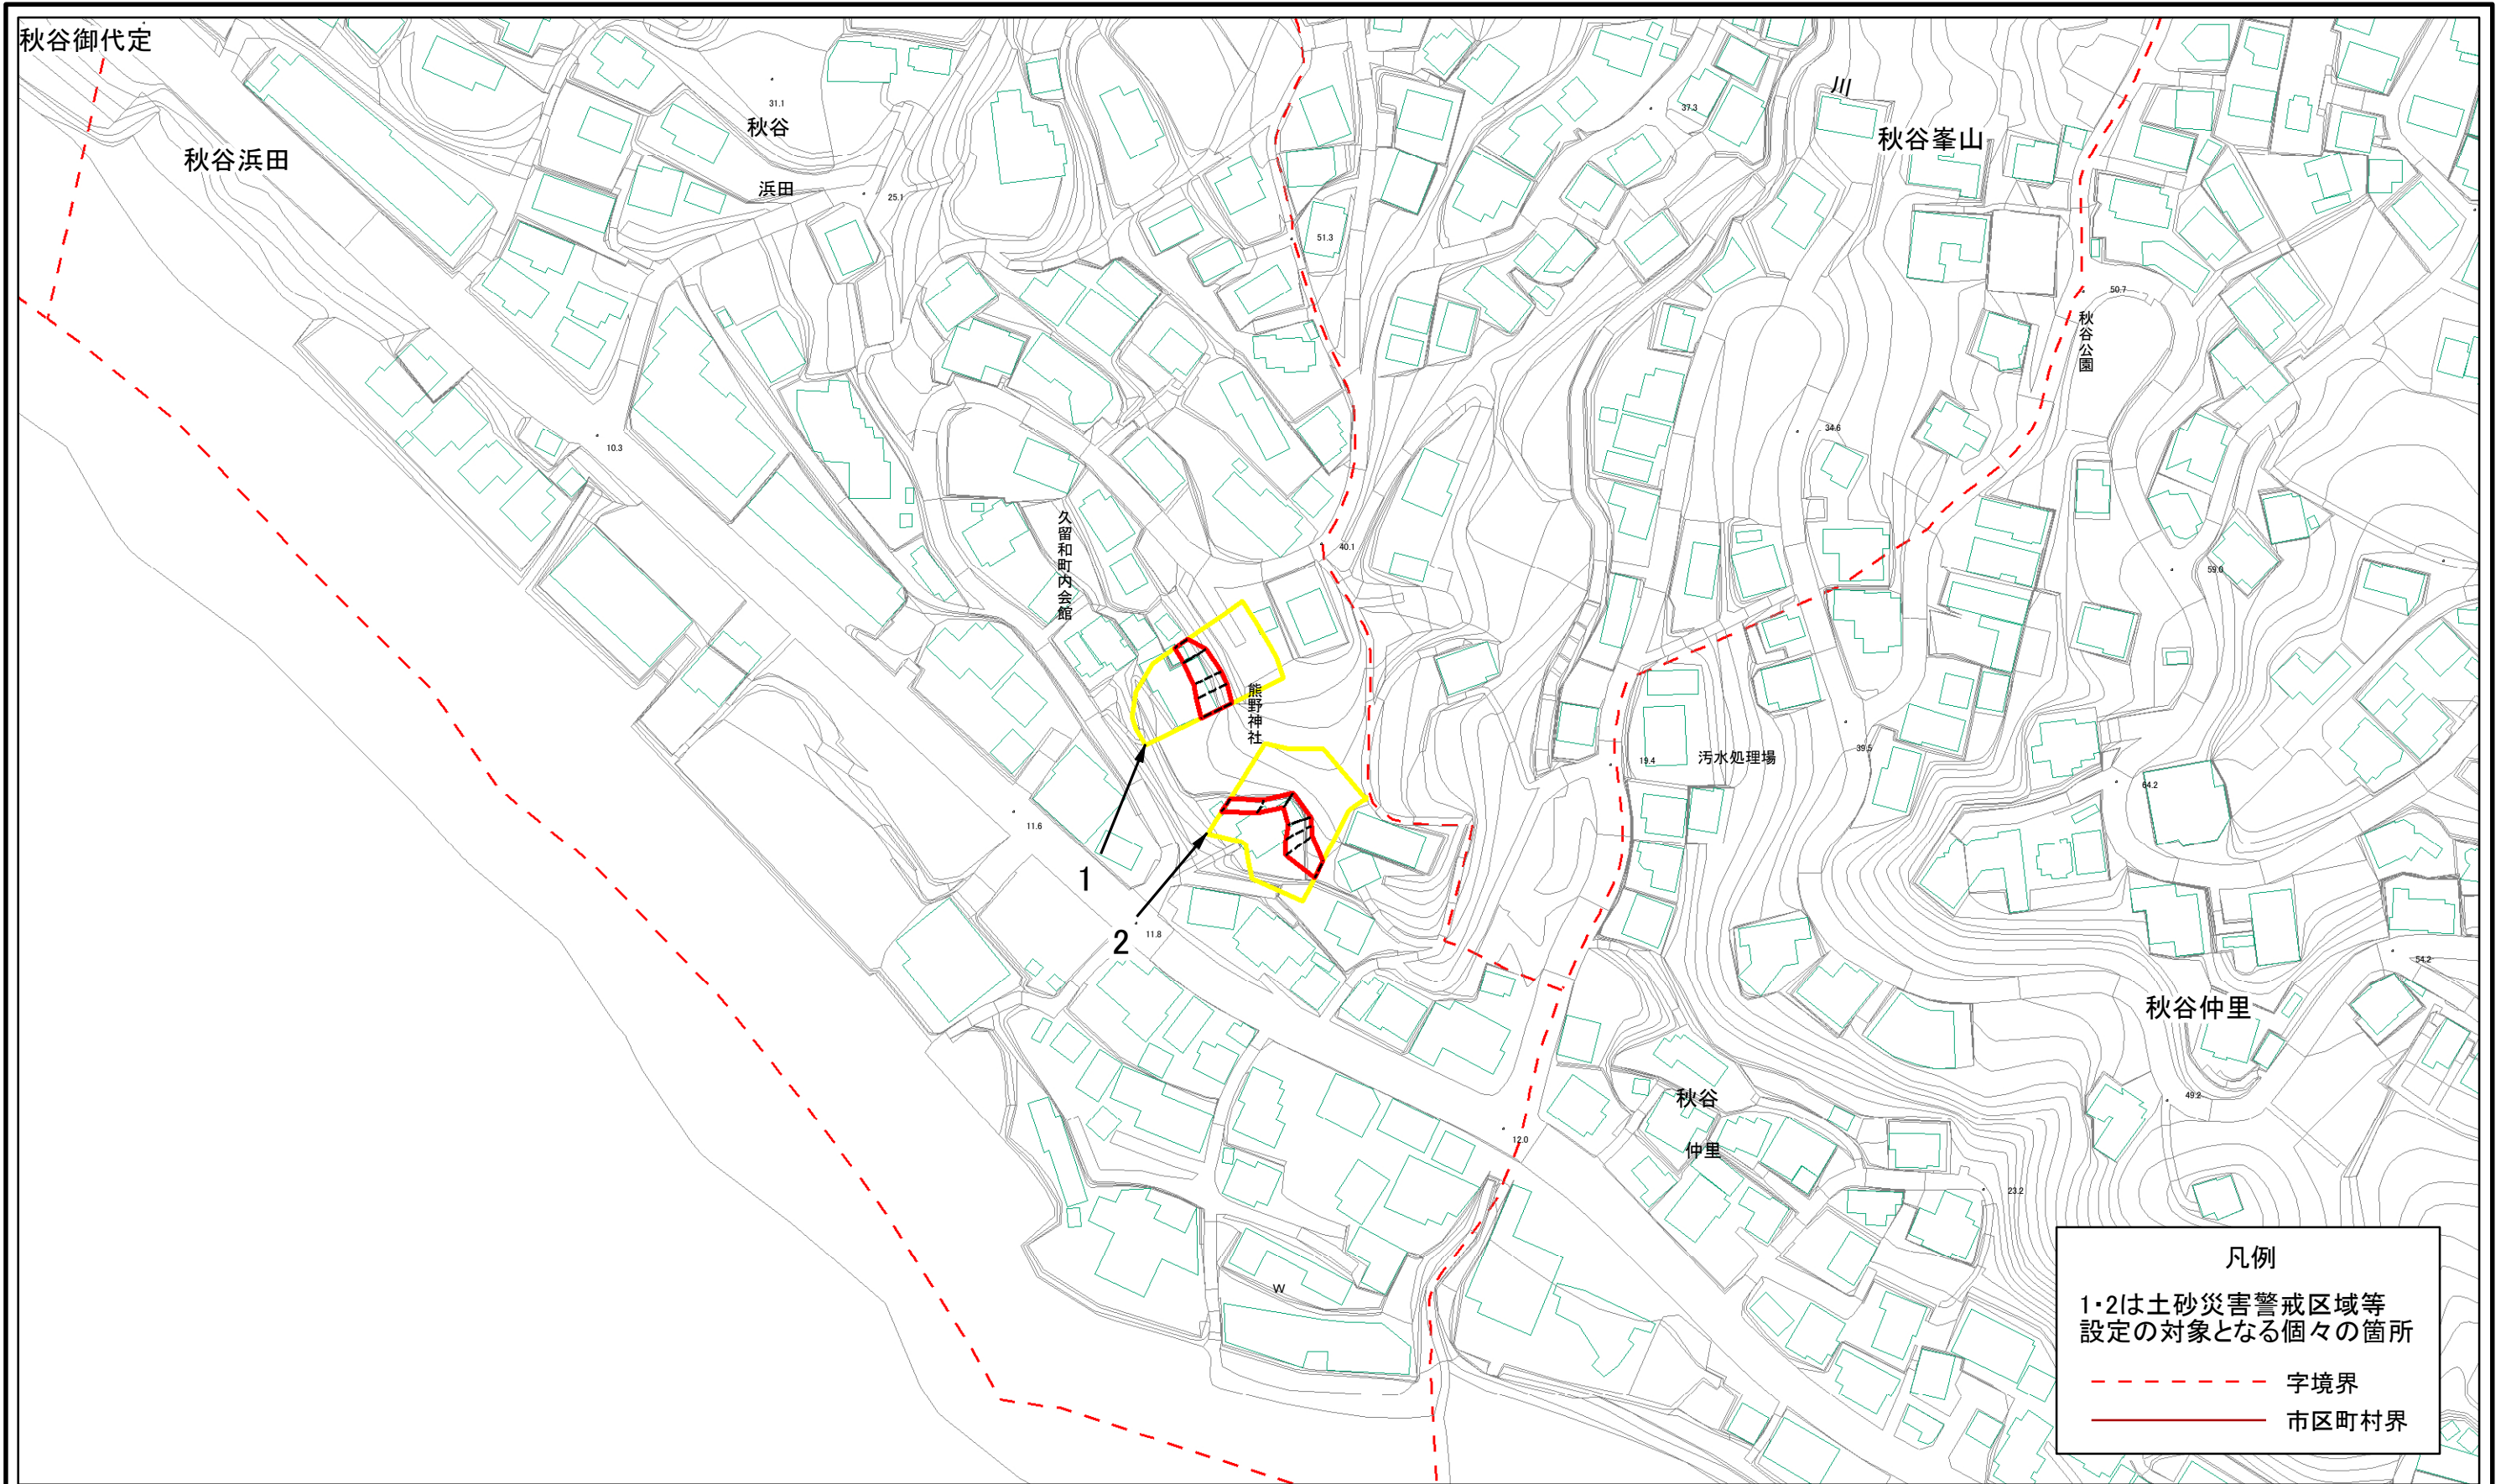 秋谷御代定
秋谷浜田
31.1
秋谷
浜田
25.1
37.3
川
秋谷峯山
51.3
50.7
秋谷公園
10.3
34.6
久留和町内会館
40.1
59.0
熊野神社
19.4
汚水処理場
39.5
64.2
11.6
1
2
11.8
54.2
秋谷仲里
秋谷
仲里
49.2
12.0
23.2
W
凡例
1・2は土砂災害警戒区域等
設定の対象となる個々の箇所
字境界
市区町村界